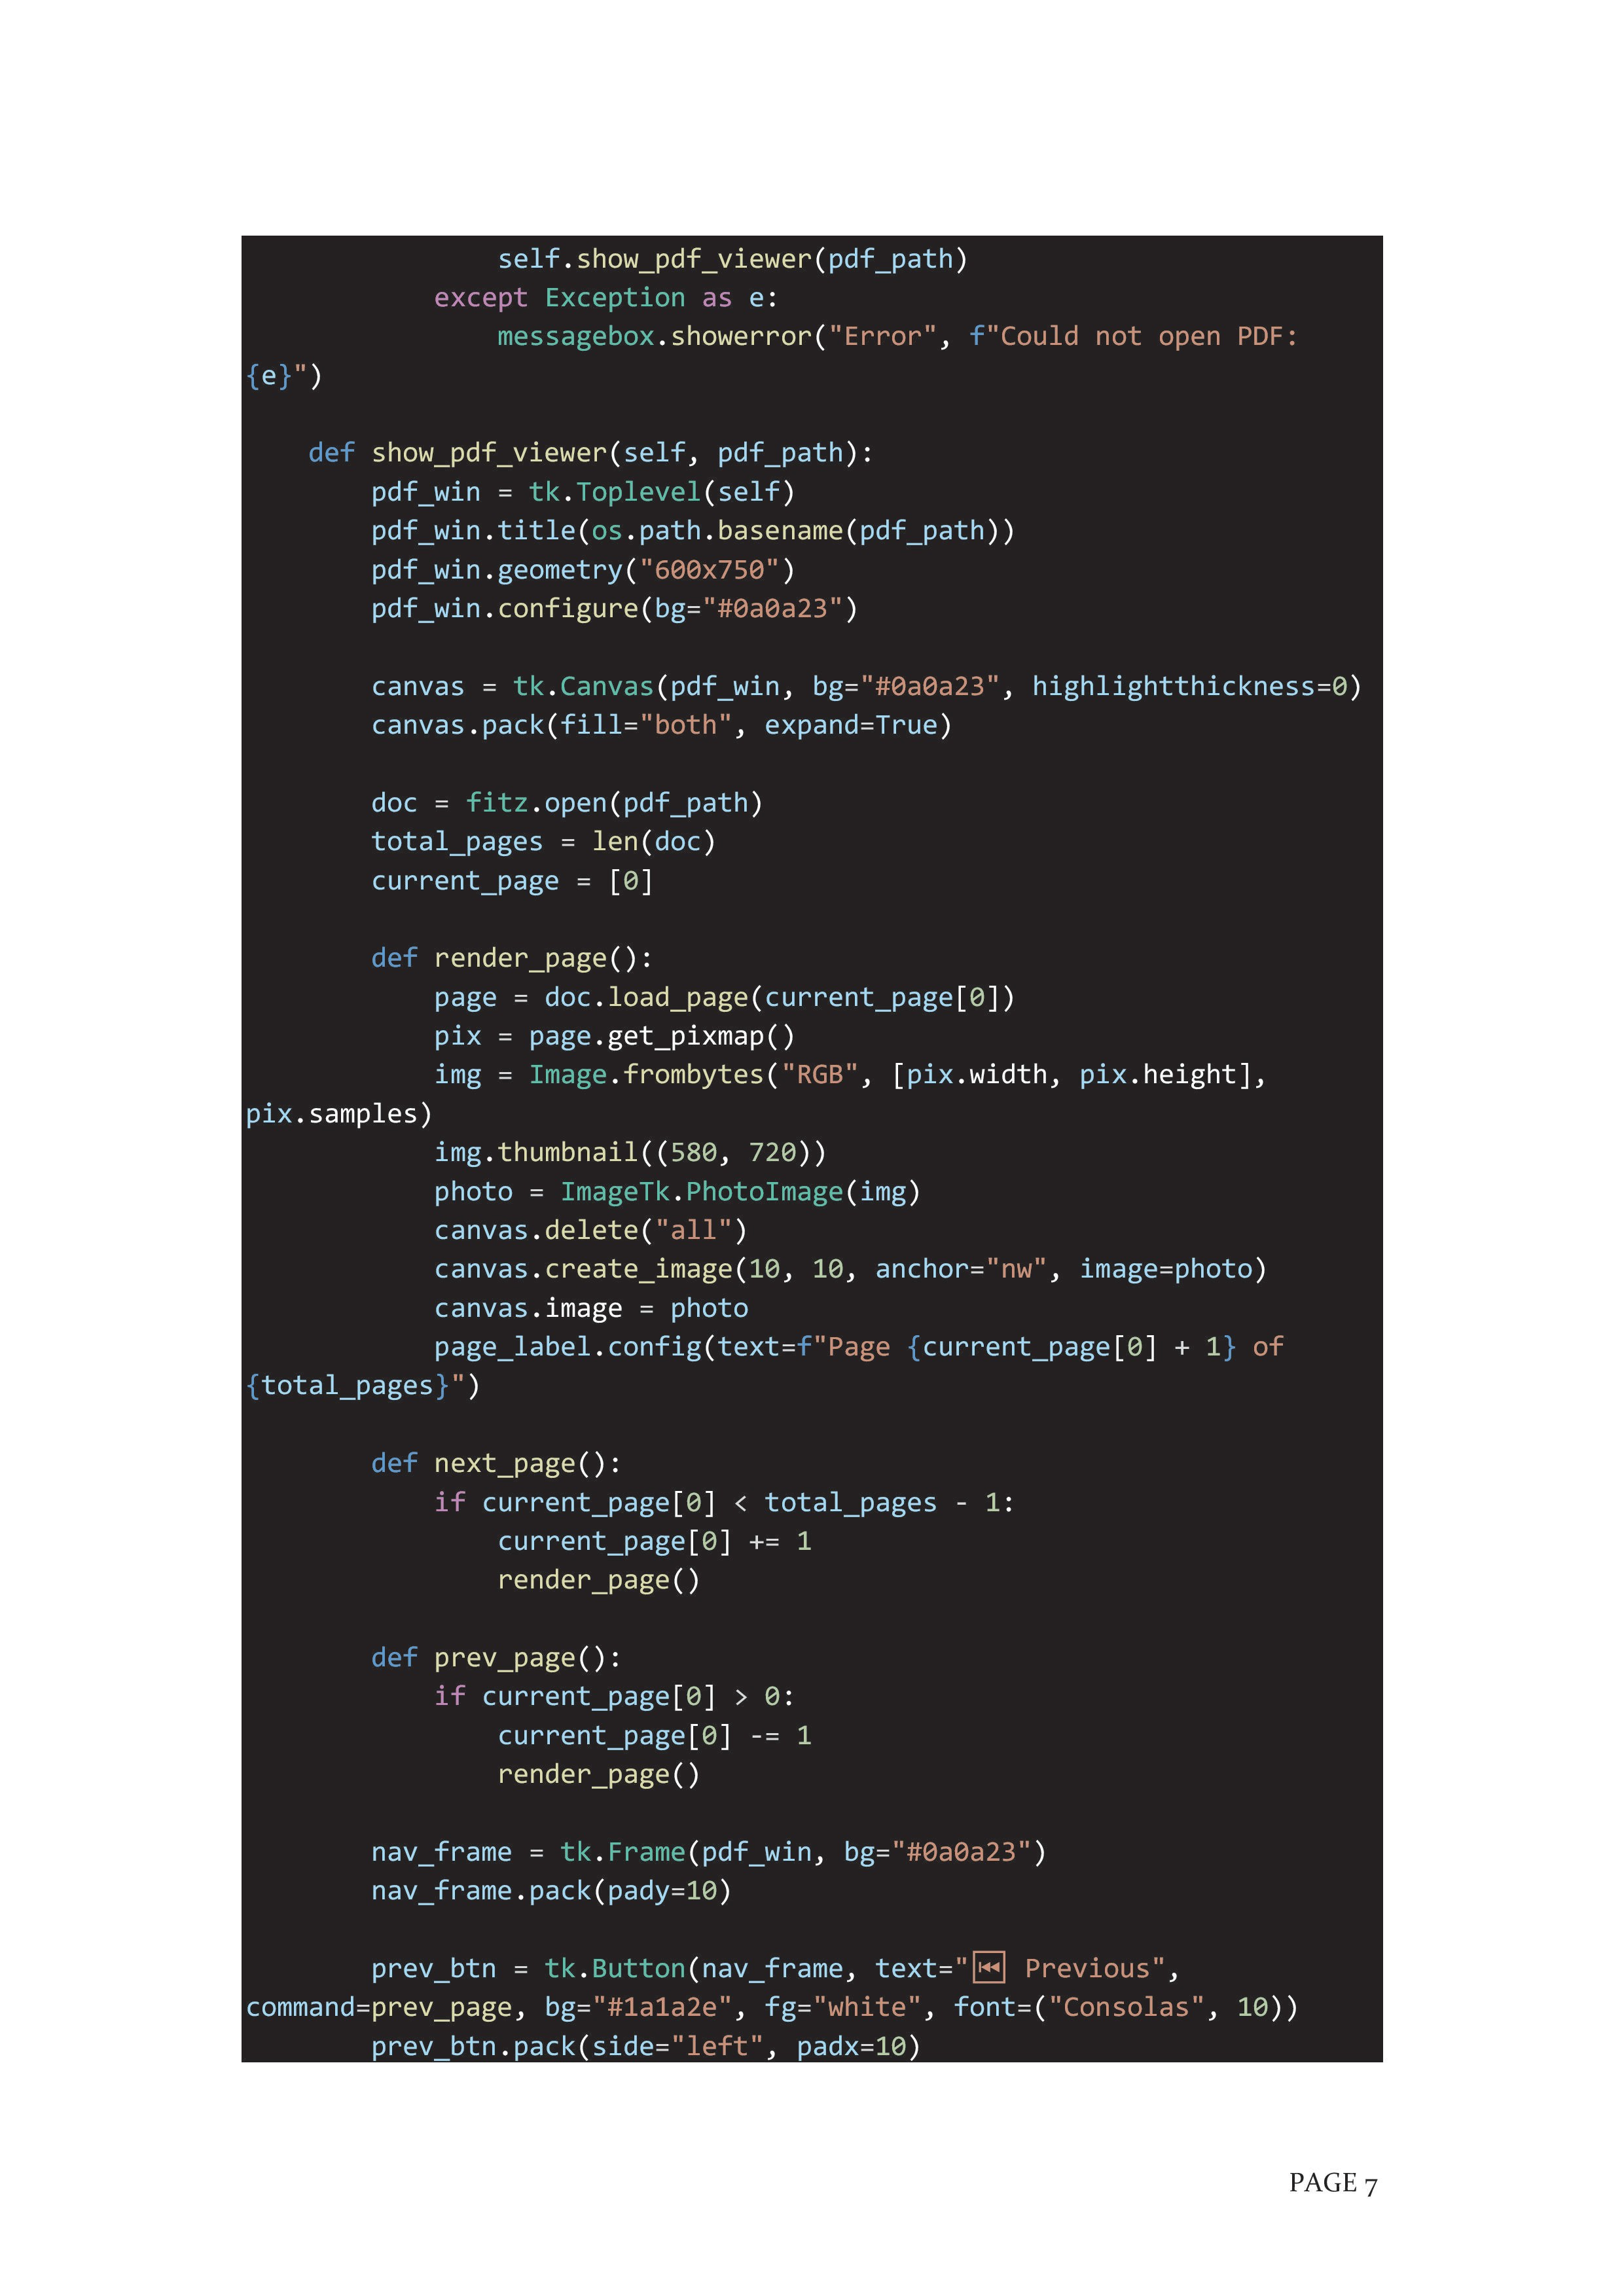 self.show_pdf_viewer(pdf_path)
            except Exception as e:
                messagebox.showerror("Error", f"Could not open PDF:
{e}")

    def show_pdf_viewer(self, pdf_path):
        pdf_win = tk.Toplevel(self)
        pdf_win.title(os.path.basename(pdf_path))
        pdf_win.geometry("600x750")
        pdf_win.configure(bg="#0a0a23")

        canvas = tk.Canvas(pdf_win, bg="#0a0a23", highlightthickness=0)
        canvas.pack(fill="both", expand=True)

        doc = fitz.open(pdf_path)
        total_pages = len(doc)
        current_page = [0]

        def render_page():
            page = doc.load_page(current_page[0])
            pix = page.get_pixmap()
            img = Image.frombytes("RGB", [pix.width, pix.height],
pix.samples)
            img.thumbnail((580, 720))
            photo = ImageTk.PhotoImage(img)
            canvas.delete("all")
            canvas.create_image(10, 10, anchor="nw", image=photo)
            canvas.image = photo
            page_label.config(text=f"Page {current_page[0] + 1} of
{total_pages}")

        def next_page():
            if current_page[0] < total_pages - 1:
                current_page[0] += 1
                render_page()

        def prev_page():
            if current_page[0] > 0:
                current_page[0] -= 1
                render_page()

        nav_frame = tk.Frame(pdf_win, bg="#0a0a23")
        nav_frame.pack(pady=10)

        prev_btn = tk.Button(nav_frame, text="⏮ Previous",
command=prev_page, bg="#1a1a2e", fg="white", font=("Consolas", 10))
        prev_btn.pack(side="left", padx=10)
PAGE 7